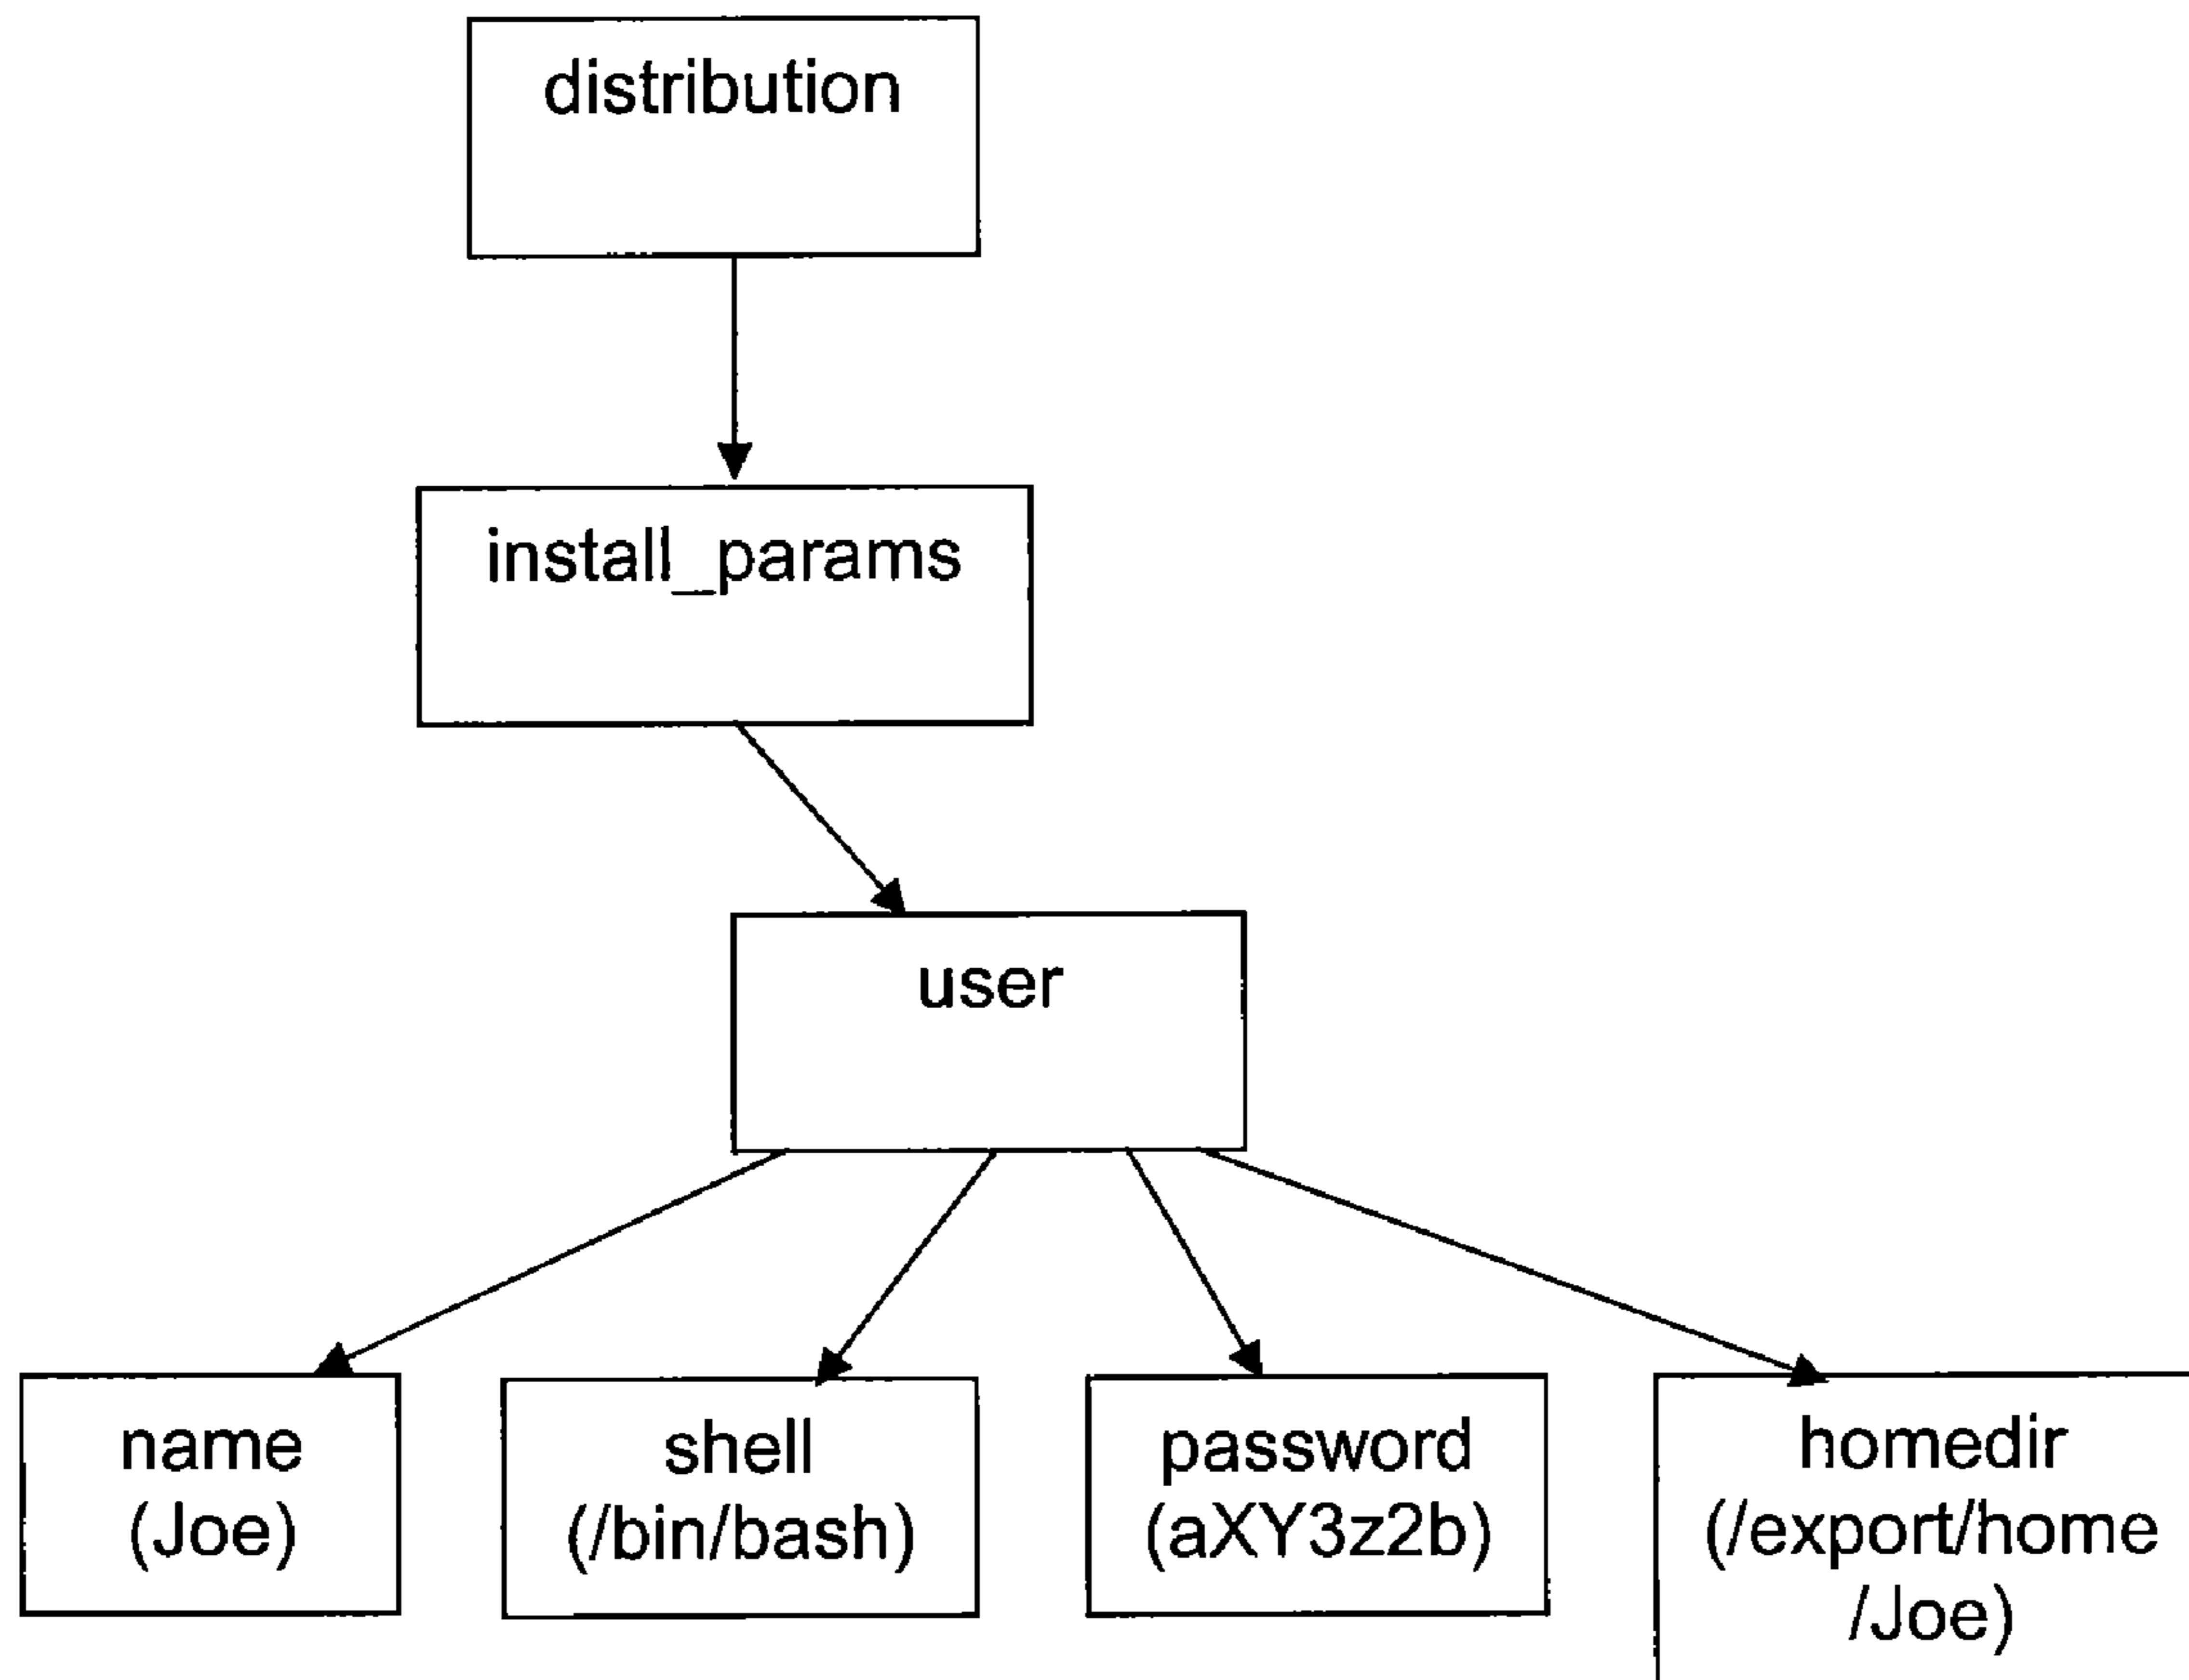 distribution
install_params
user
name
(Joe)
shell
(/bin/bash)
password
(aXY3z2b)
homedir
(/export/home
/Joe)